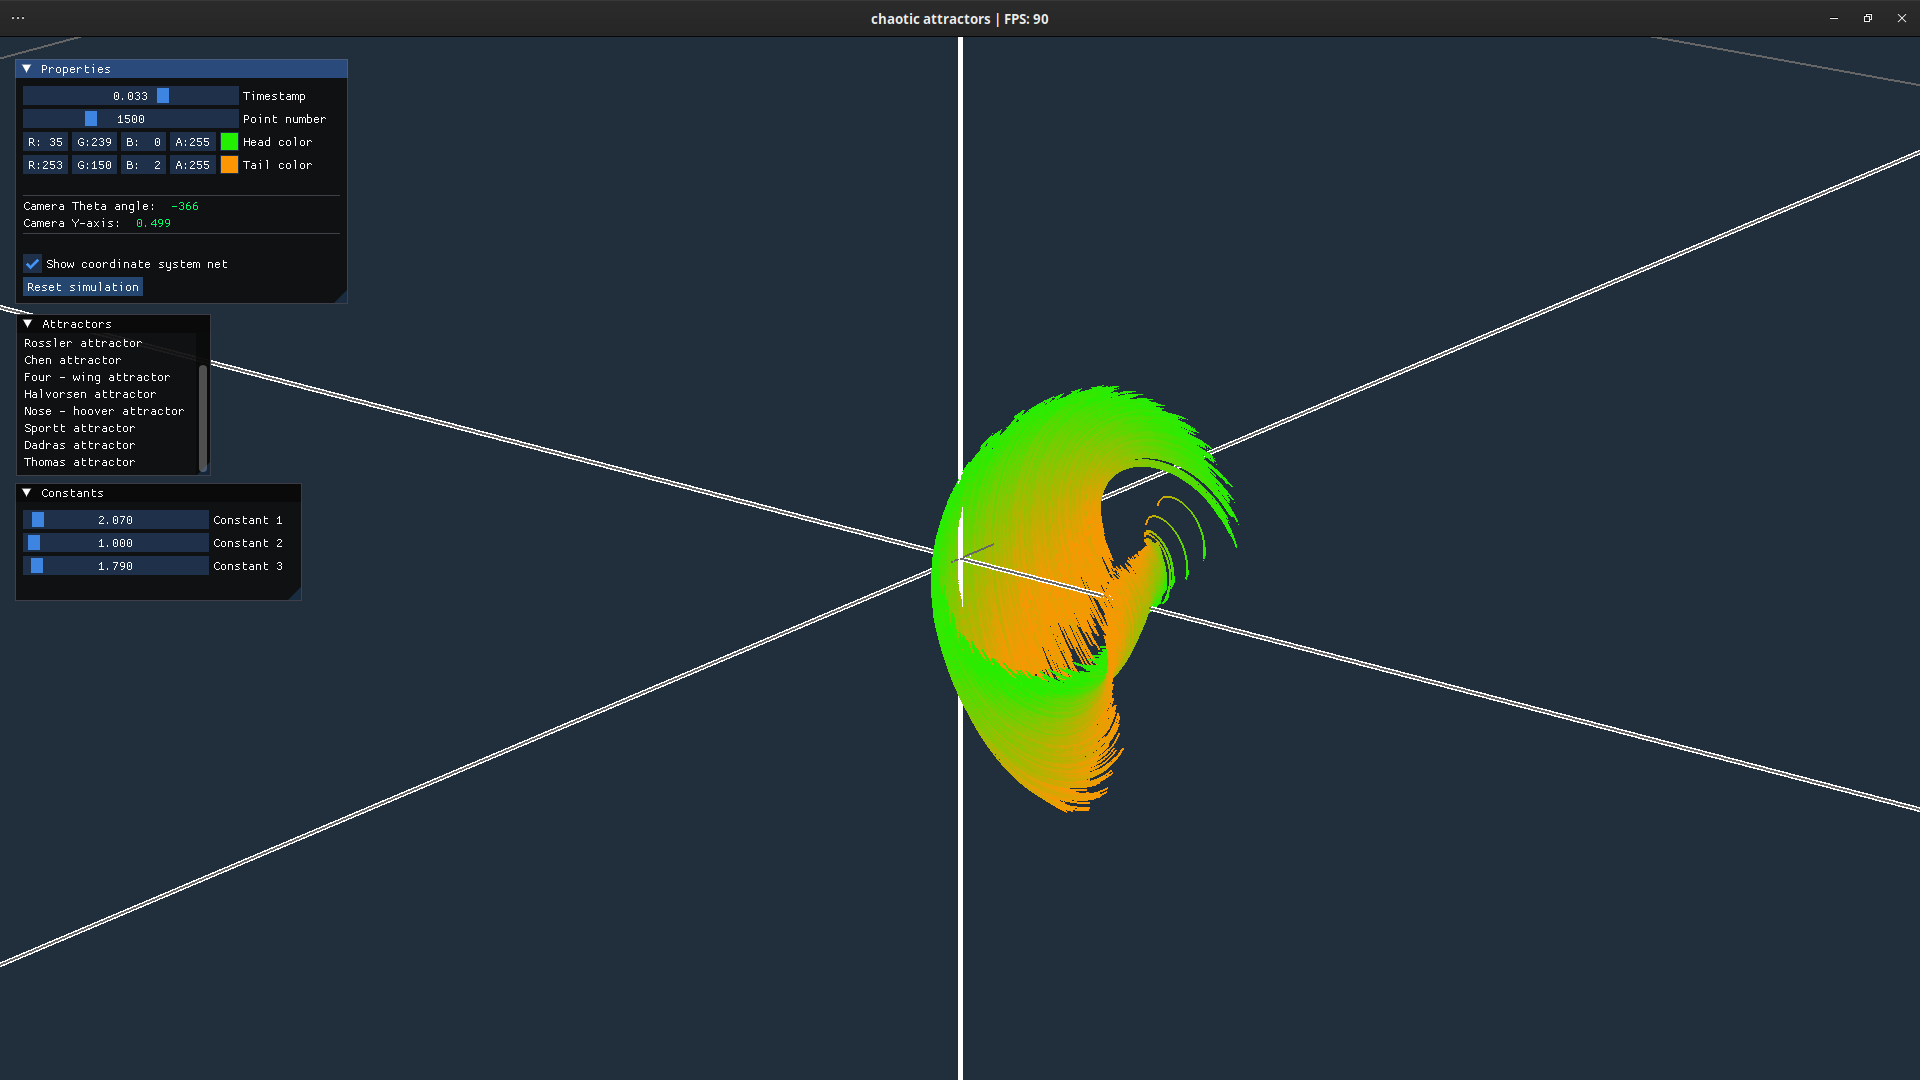 chaotic attractors | FPS: 90
Properties
0.033 Timestamp
1500 Point number
R: 35 G:239 B: 0 A:255 Head color
R:253 G:150 B: 2 A:255 Tail color
Camera Theta angle: -366
Camera Y-axis: 0.499
Show coordinate system net
Reset simulation
Attractors
Rossler attractor
Chen attractor
Four - wing attractor
Halvorsen attractor
Nose - hoover attractor
Sportt attractor
Dadras attractor
Thomas attractor
Constants
2.070 Constant 1
1.000 Constant 2
1.790 Constant 3